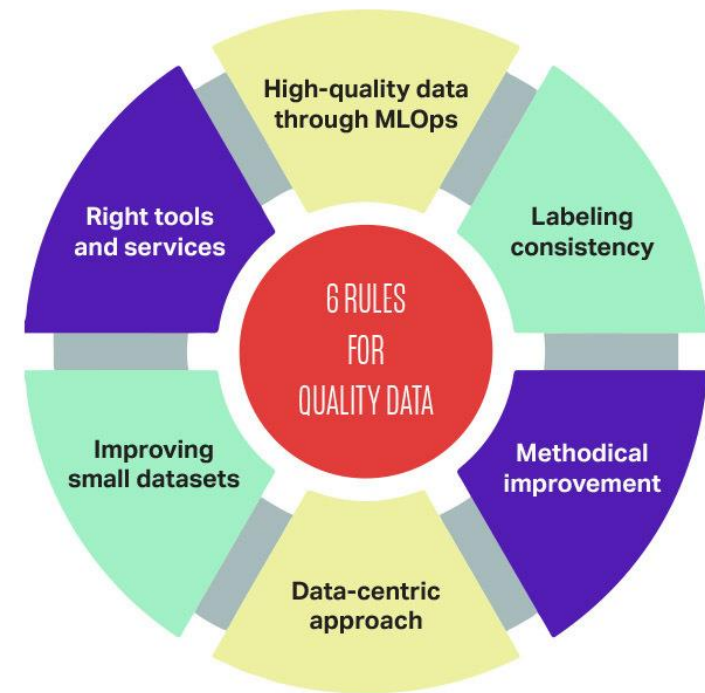 High-quality data
through MLOps
Labeling
consistency
Methodical
improvement
Data-centric
approach
Improving
small datasets
Right tools
and services
6 RULES
FOR
QUALITY DATA